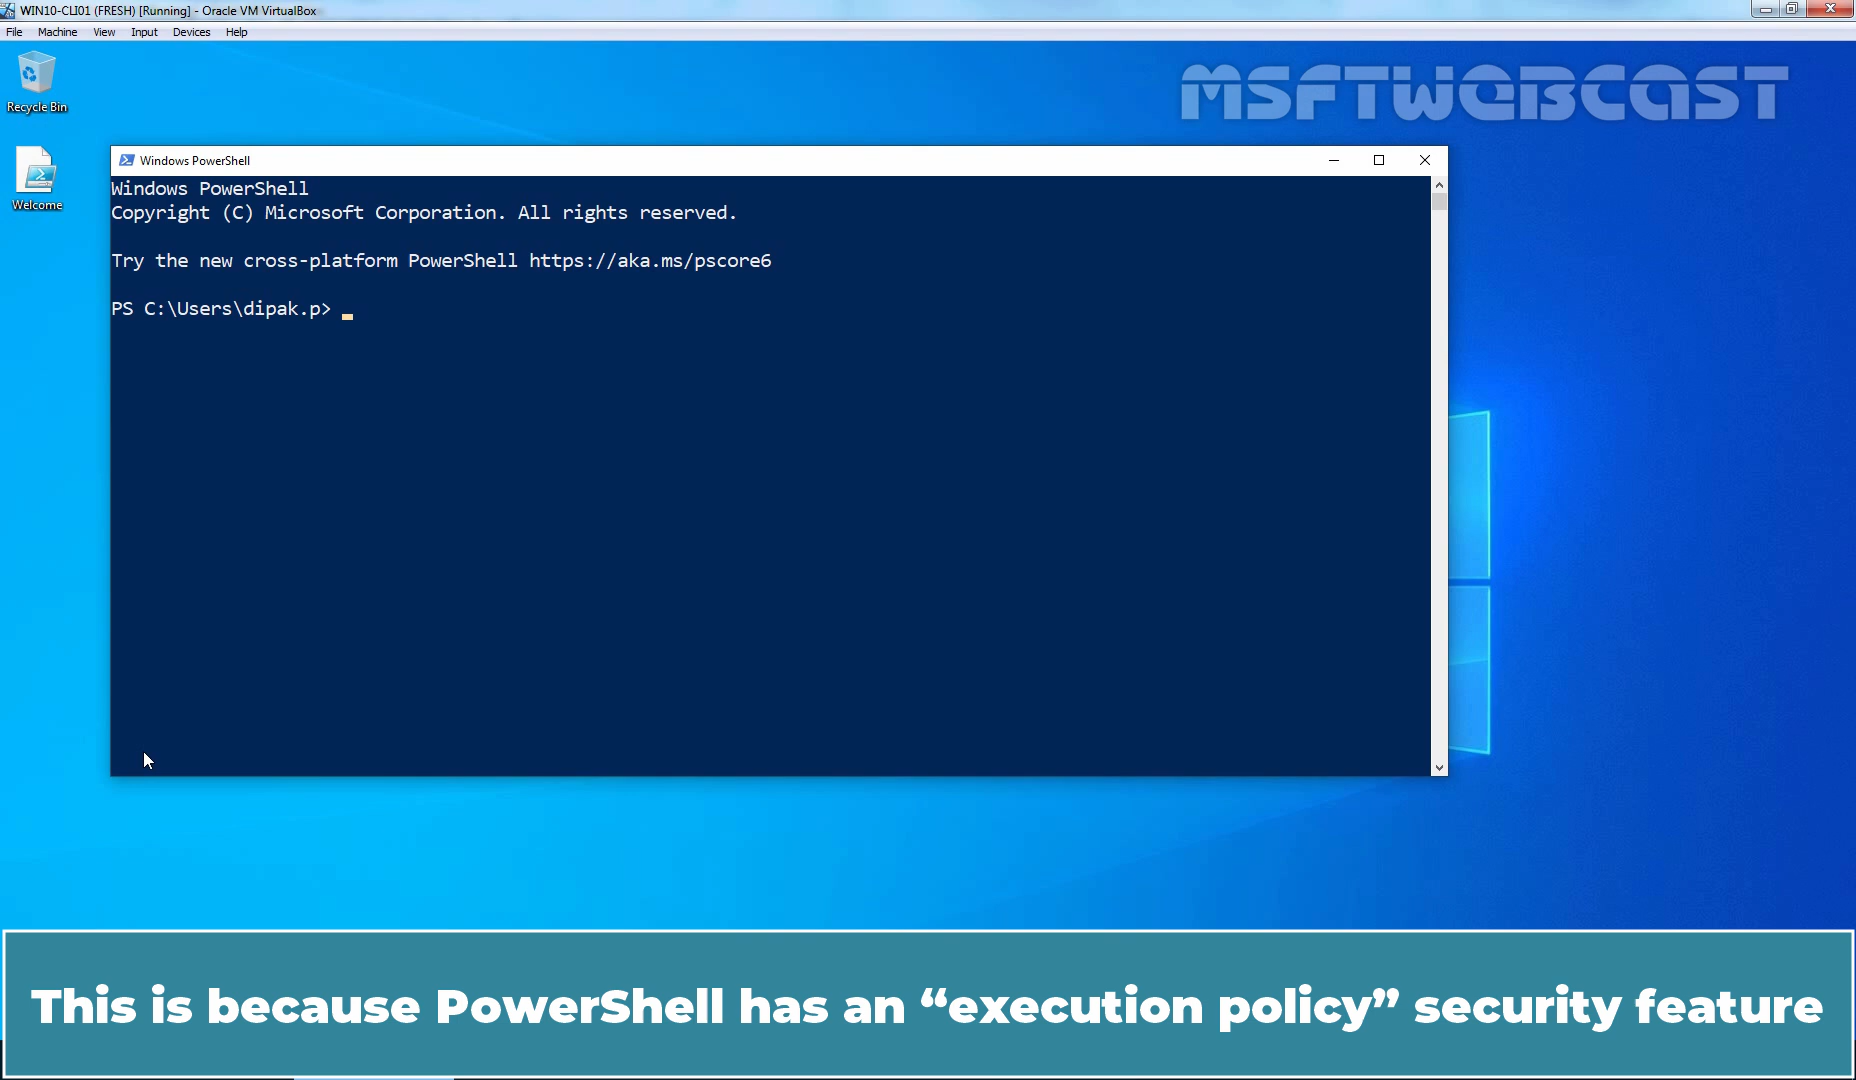 WIN10-CLI01 (FRESH) [Running] - Oracle VM VirtualBox
File Machine View Input Devices Help
MSFTWEBCAST
Recycle Bin
Welcome
Windows PowerShell
Windows PowerShell
Copyright (C) Microsoft Corporation. All rights reserved.
Try the new cross-platform PowerShell https://aka.ms/pscore6
PS C:\Users\dipak.p>
This is because PowerShell has an “execution policy” security feature